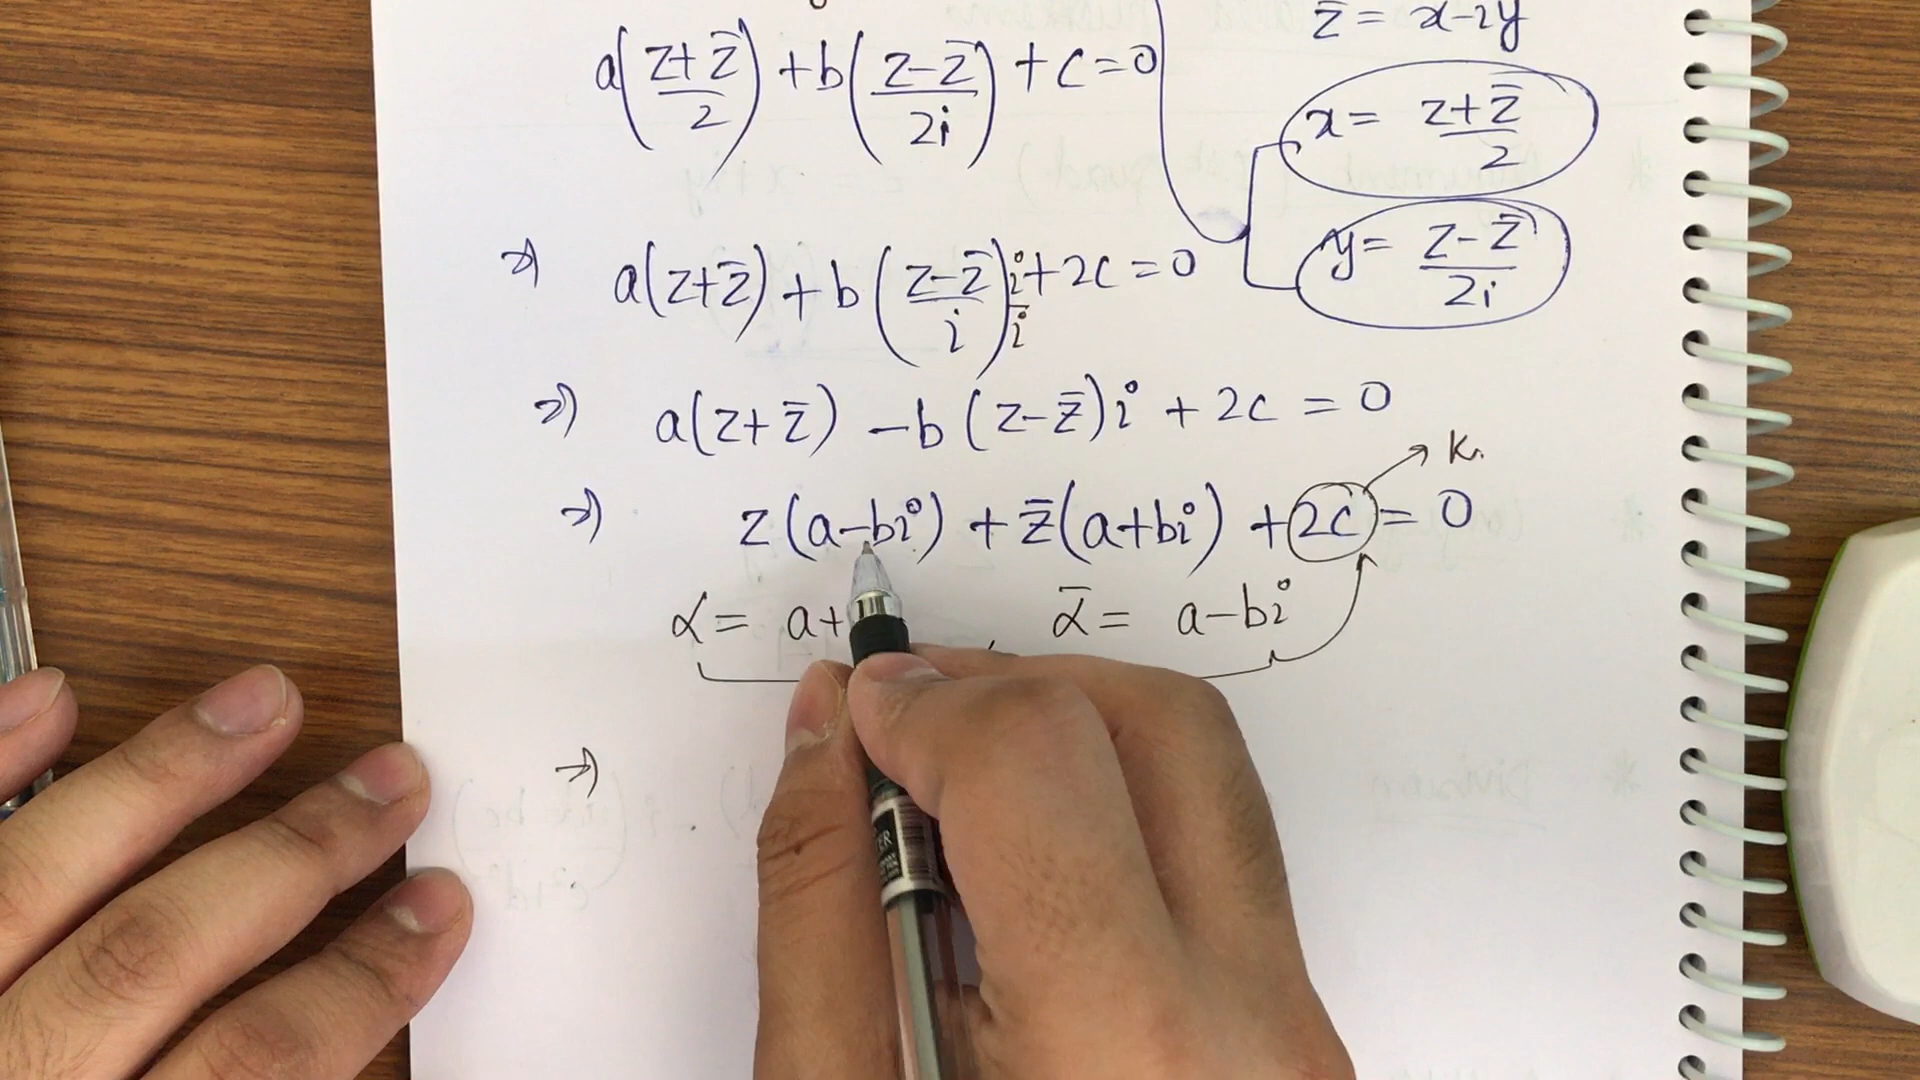 z̄ = x-iy
a(z+z̄/2) + b(z-z̄/2i) + c=0
x= z+z̄/2
y= z-z̄/2i
⇒ a(z+z̄) + b(z-z̄/i) i/i + 2c = 0
⇒ a(z+z̄) -b(z-z̄)i + 2c = 0
→ K.
⇒ z(a-bi) + z̄(a+bi) + 2c = 0
α = a+ ᾱ = a-bi
⇒